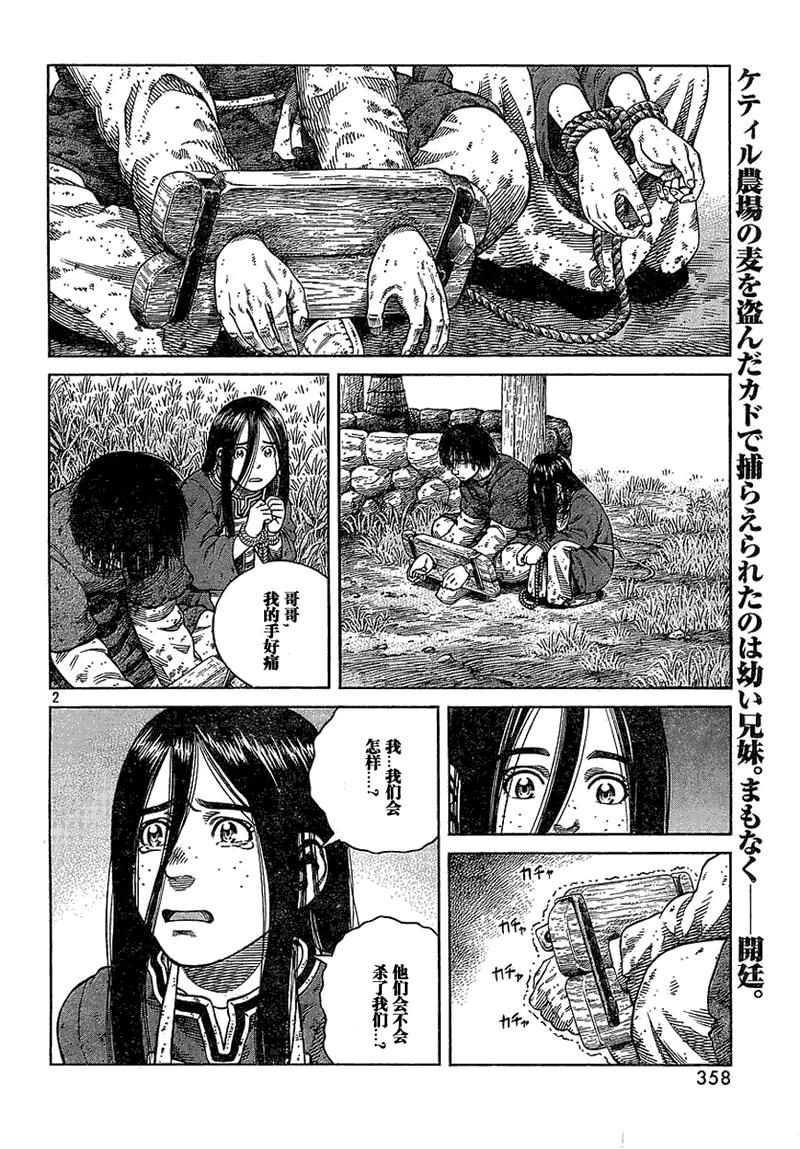 ケティル農場の麦を盗んだカドで捕らえられたのは幼い兄妹。まもなく――開廷。
哥哥,
我的手好痛
2
カチャ
カチャ
カチャ
カチャ
我…我们会
怎样…?
他们会不会
杀了我们…?
358